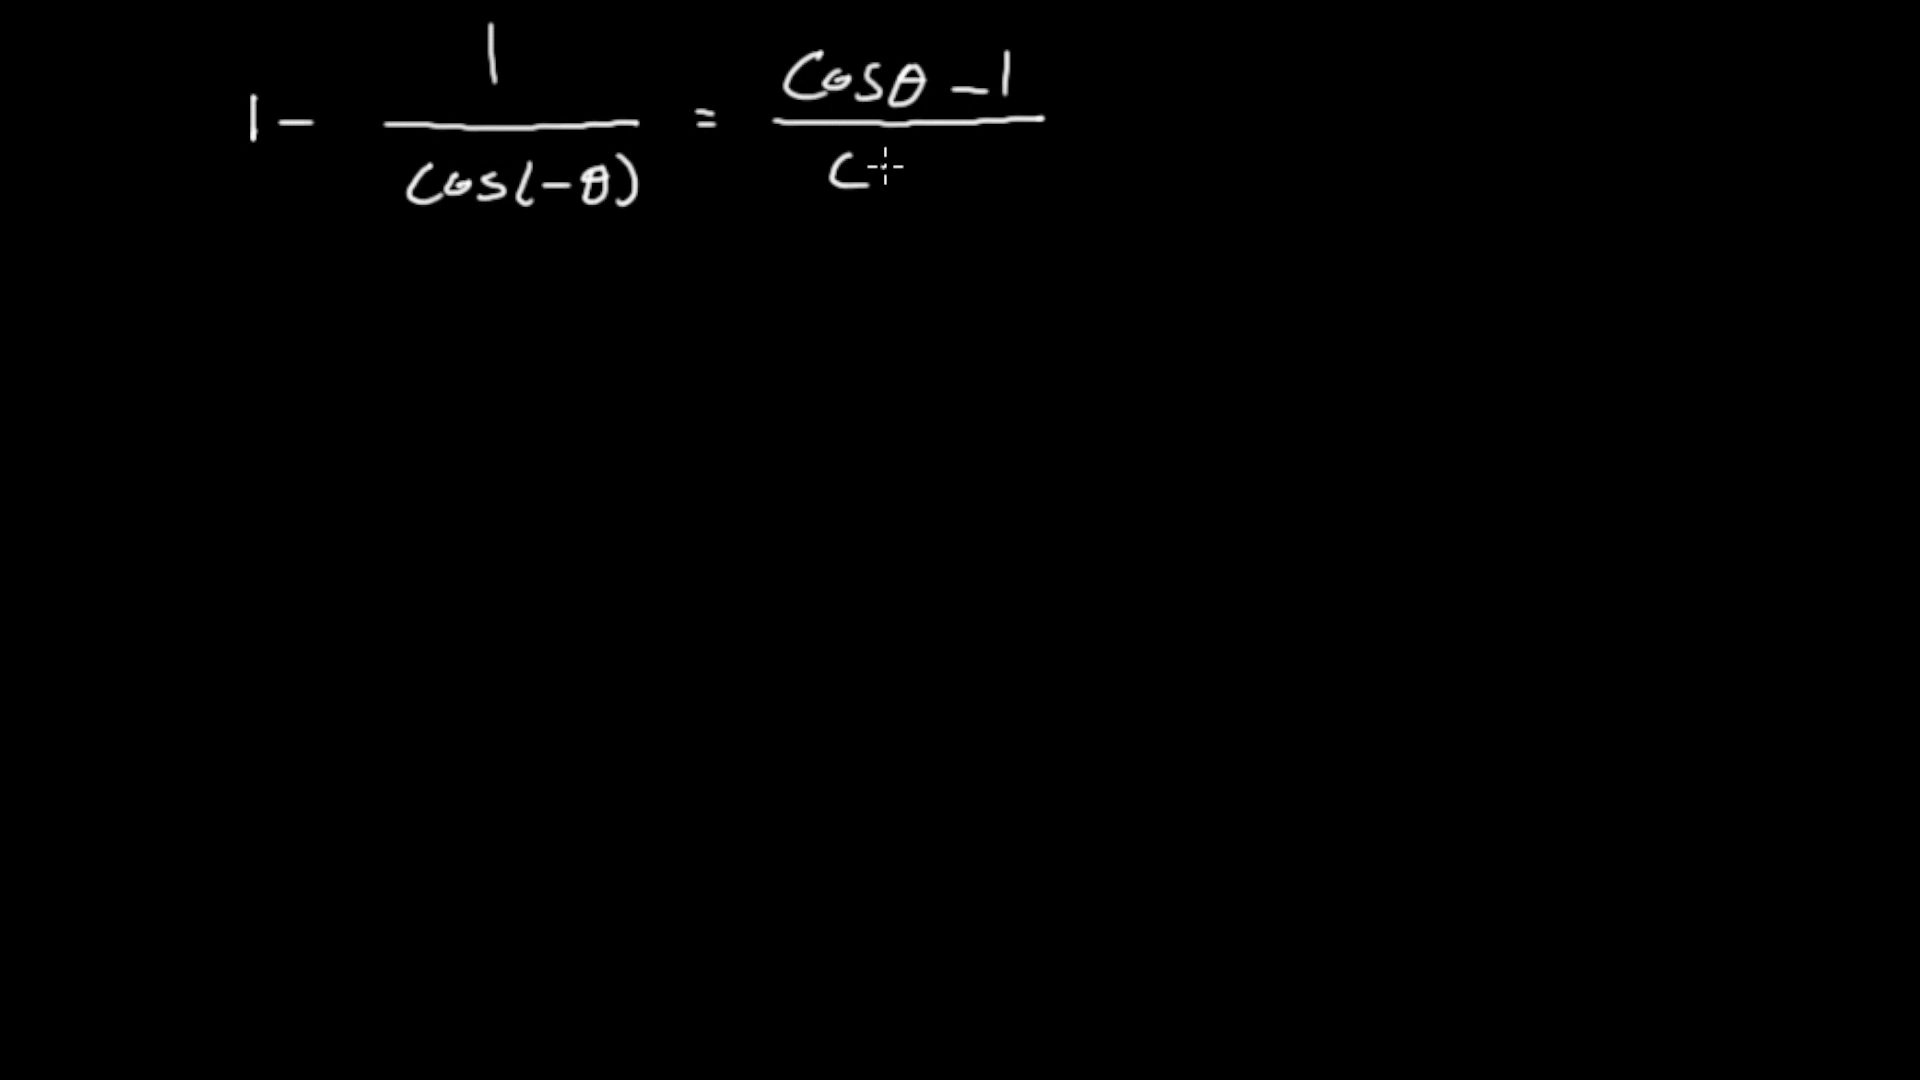 1 - 1/cos(-θ) = cosθ - 1/c